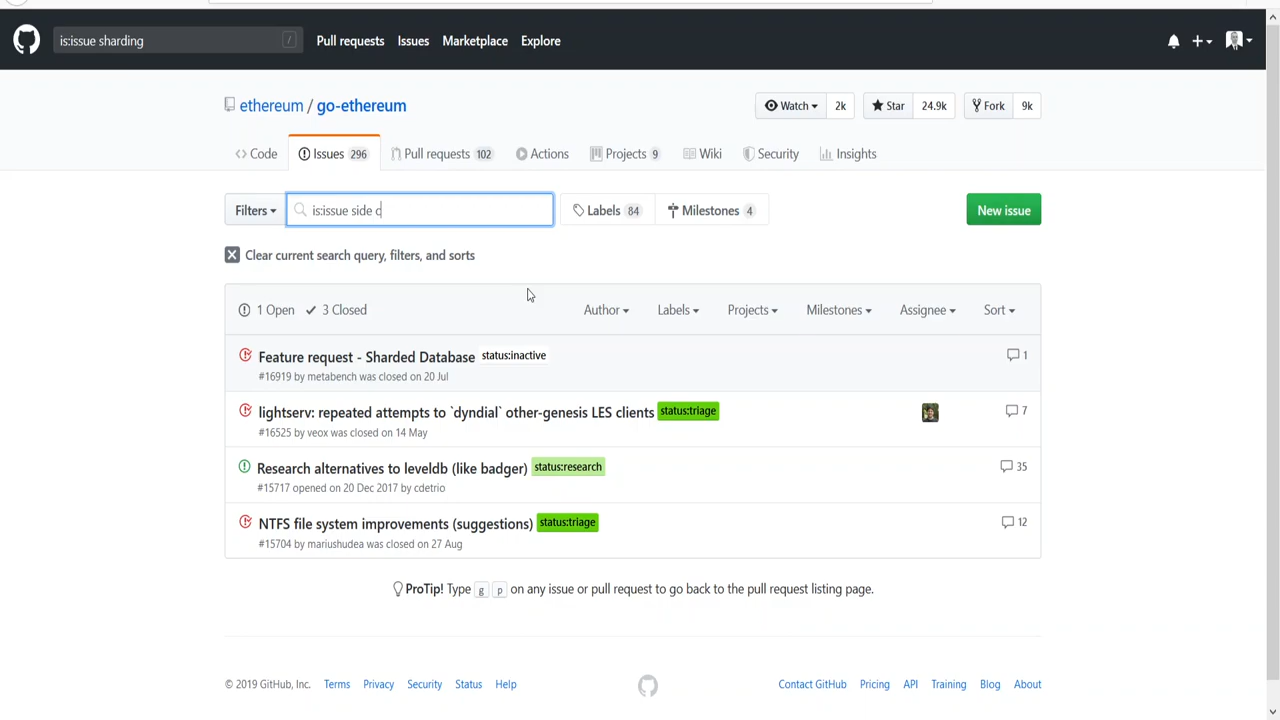 is:issue sharding /
Pull requests Issues Marketplace Explore
ethereum / go-ethereum
Watch 2k Star 24.9k Fork 9k
Code Issues 296 Pull requests 102 Actions Projects 9 Wiki Security Insights
Filters is:issue side c Labels 84 Milestones 4 New issue
Clear current search query, filters, and sorts
1 Open 3 Closed Author Labels Projects Milestones Assignee Sort
Feature request - Sharded Database status:inactive 1
#16919 by metabench was closed on 20 Jul
lightserv: repeated attempts to `dyndial` other-genesis LES clients status:triage 7
#16525 by veox was closed on 14 May
Research alternatives to leveldb (like badger) status:research 35
#15717 opened on 20 Dec 2017 by cdetrio
NTFS file system improvements (suggestions) status:triage 12
#15704 by mariushudea was closed on 27 Aug
ProTip! Type g p on any issue or pull request to go back to the pull request listing page.
© 2019 GitHub, Inc. Terms Privacy Security Status Help Contact GitHub Pricing API Training Blog About